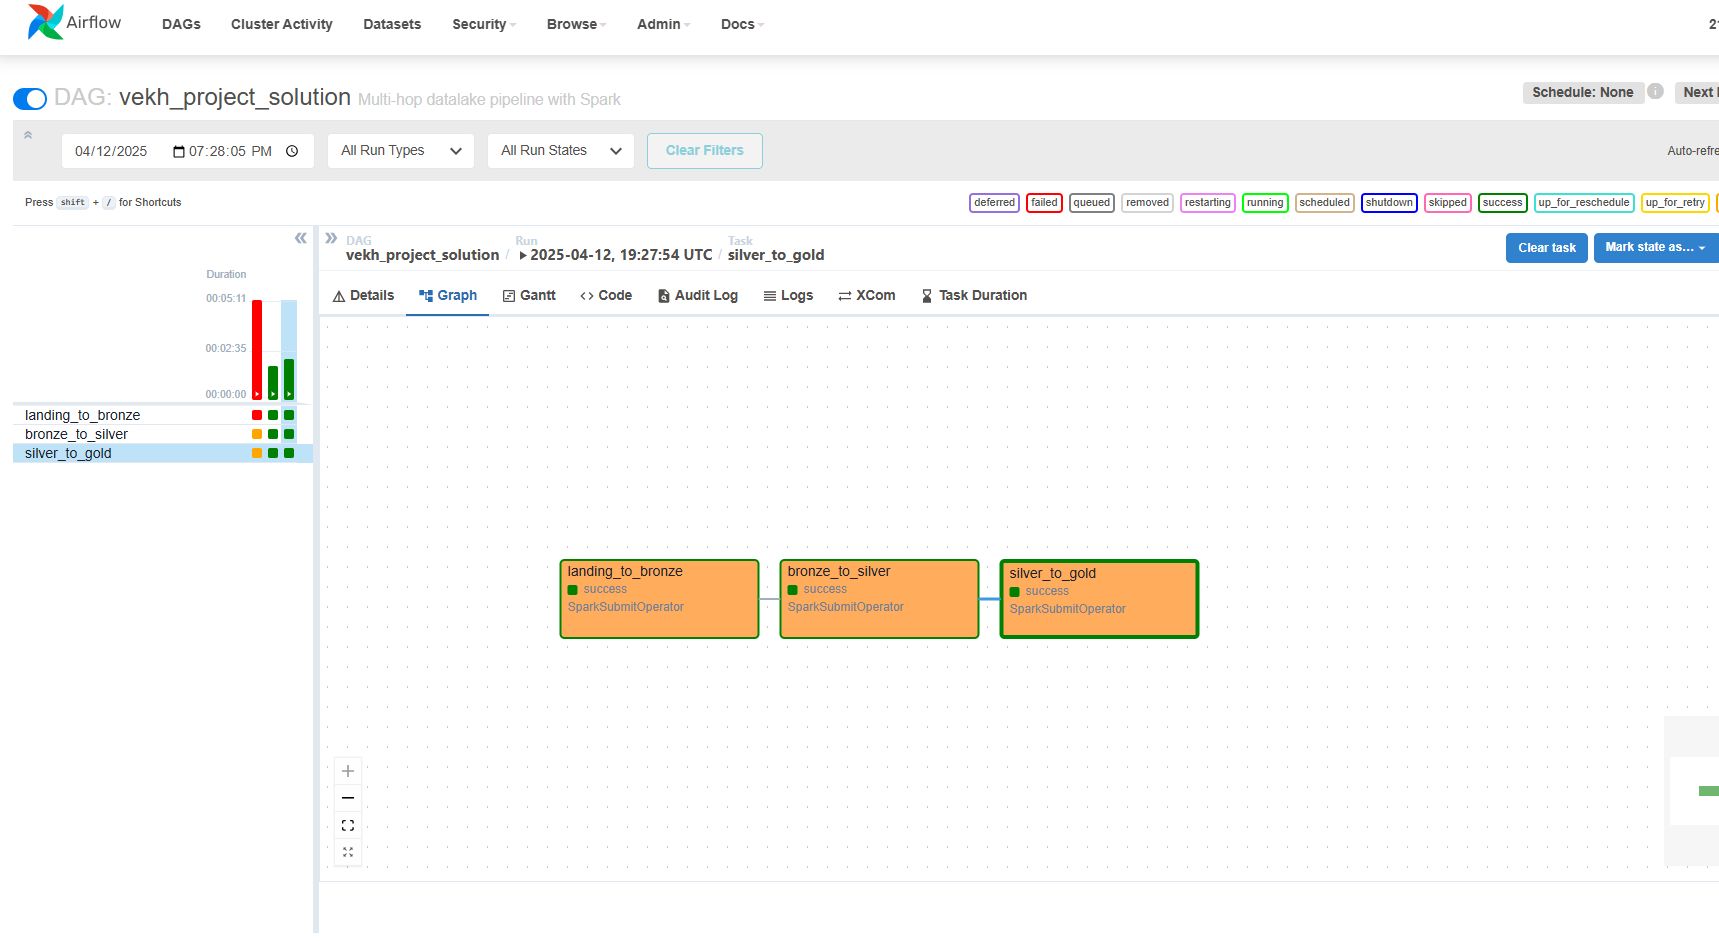 Airflow DAGs Cluster Activity Datasets Security Browse Admin Docs
DAG: vekh_project_solution Multi-hop datalake pipeline with Spark
Schedule: None
04/12/2025 07:28:05 PM All Run Types All Run States Clear Filters
Press shift + / for Shortcuts
deferred failed queued removed restarting running scheduled shutdown skipped success up_for_reschedule up_for_retry
DAG Run Task
vekh_project_solution / 2025-04-12, 19:27:54 UTC / silver_to_gold
Clear task Mark state as...
Duration
00:05:11
00:02:35
00:00:00
landing_to_bronze
bronze_to_silver
silver_to_gold
Details Graph Gantt Code Audit Log Logs XCom Task Duration
landing_to_bronze
success
SparkSubmitOperator
bronze_to_silver
success
SparkSubmitOperator
silver_to_gold
success
SparkSubmitOperator